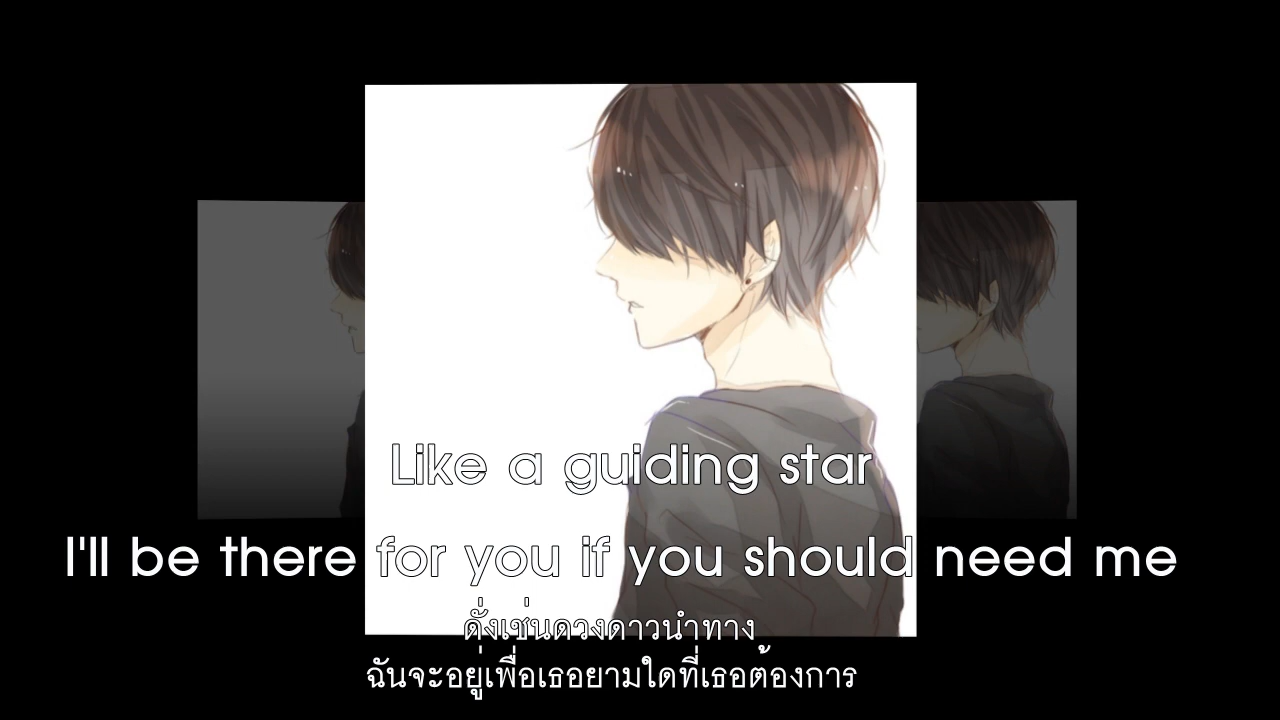 Like a guiding star
I'll be there for you if you should need me
ดั่งเช่นดวงดาวนำทาง
ฉันจะอยู่เพื่อเธอยามใดที่เธอต้องการ